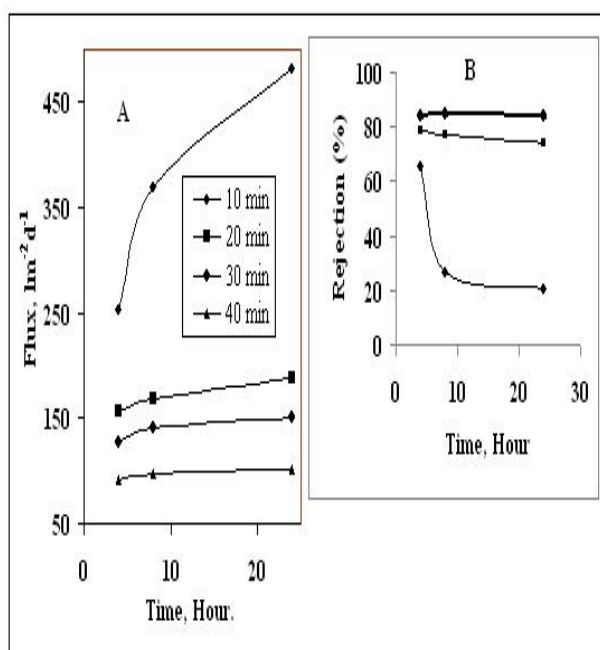 A
450
350
250
150
50
Flux, lm⁻²d⁻¹
10 min
20 min
30 min
40 min
0 10 20
Time, Hour.
B
100
80
60
40
20
0
Rejection (%)
0 10 20 30
Time, Hour